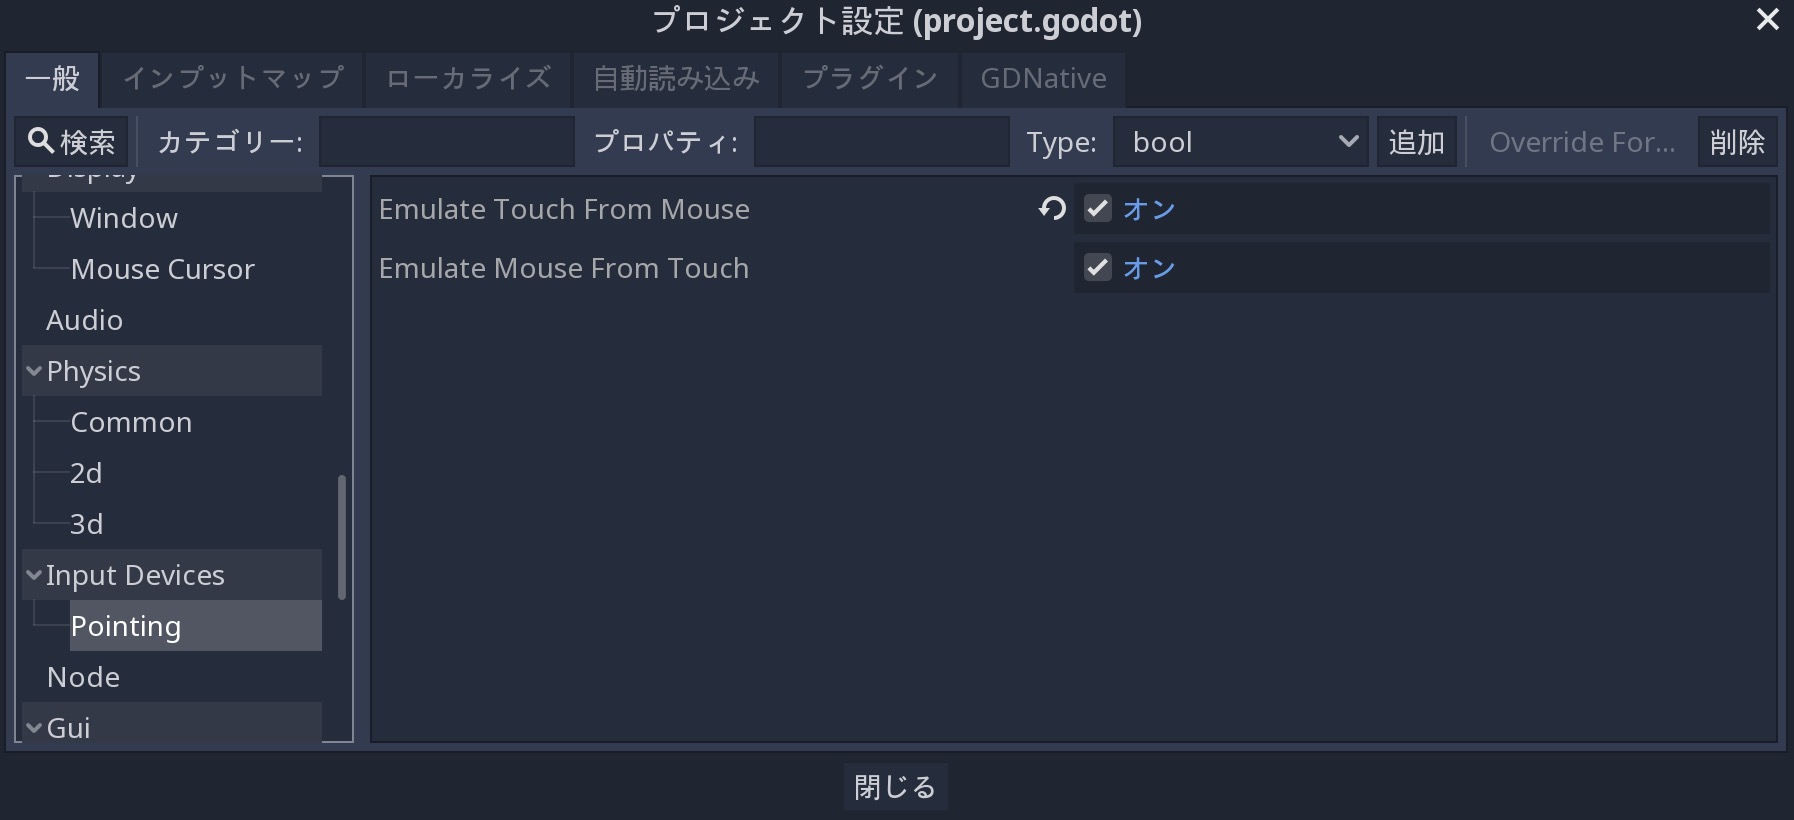 プロジェクト設定 (project.godot)
一般 インプットマップ ローカライズ 自動読み込み プラグイン GDNative
検索 カテゴリー: プロパティ: Type: bool 追加 Override For... 削除
Display
Window
Mouse Cursor
Audio
Physics
Common
2d
3d
Input Devices
Pointing
Node
Gui
Emulate Touch From Mouse オン
Emulate Mouse From Touch オン
閉じる